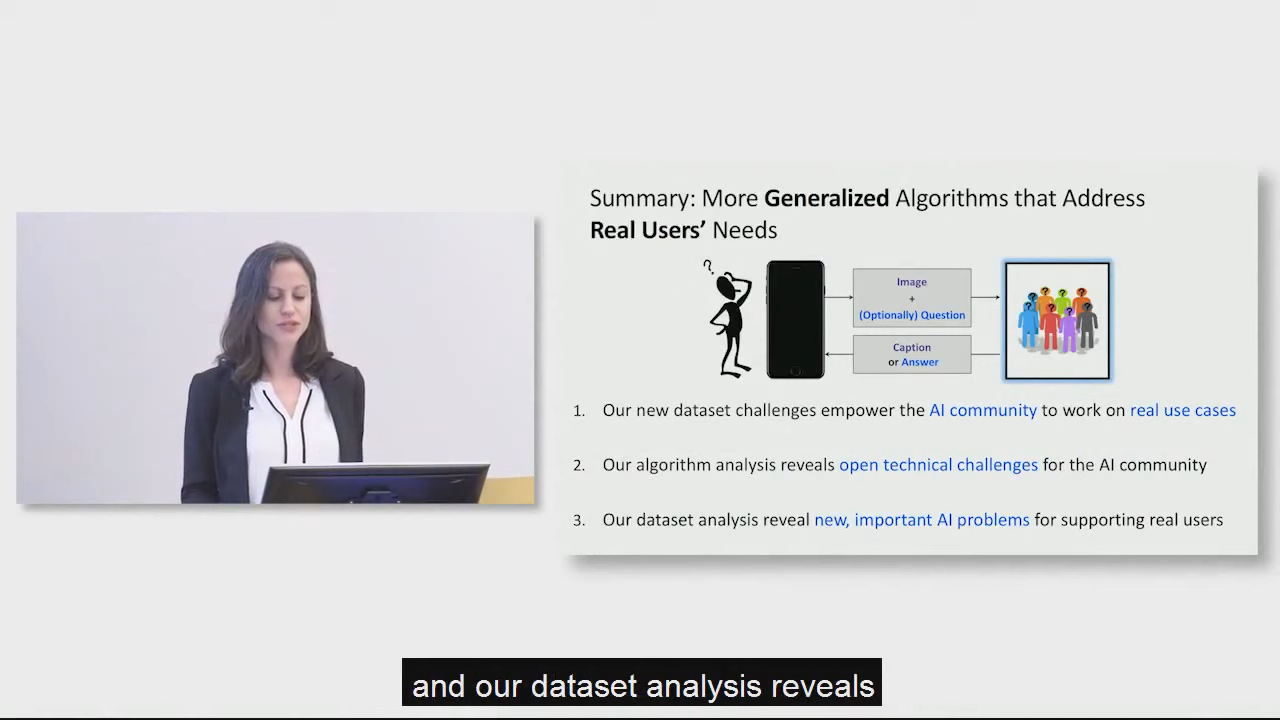 Summary: More Generalized Algorithms that Address
Real Users' Needs
?
Image
+
(Optionally) Question
Caption
or Answer
1. Our new dataset challenges empower the AI community to work on real use cases
2. Our algorithm analysis reveals open technical challenges for the AI community
3. Our dataset analysis reveal new, important AI problems for supporting real users
and our dataset analysis reveals